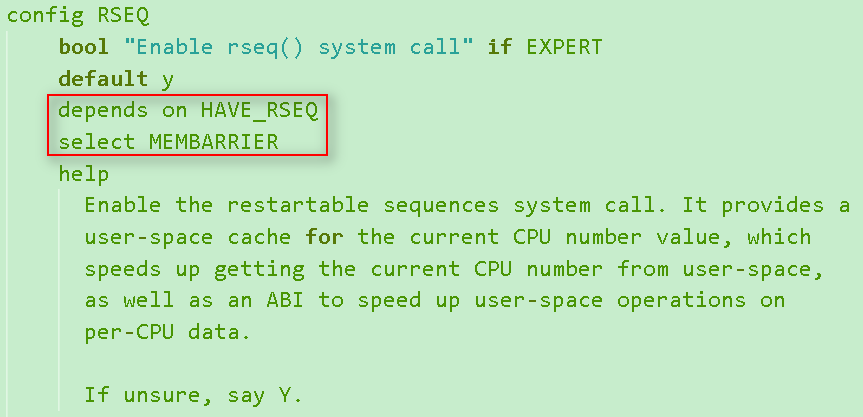 config RSEQ
bool "Enable rseq() system call" if EXPERT
default y
depends on HAVE_RSEQ
select MEMBARRIER
help
Enable the restartable sequences system call. It provides a
user-space cache for the current CPU number value, which
speeds up getting the current CPU number from user-space,
as well as an ABI to speed up user-space operations on
per-CPU data.
If unsure, say Y.